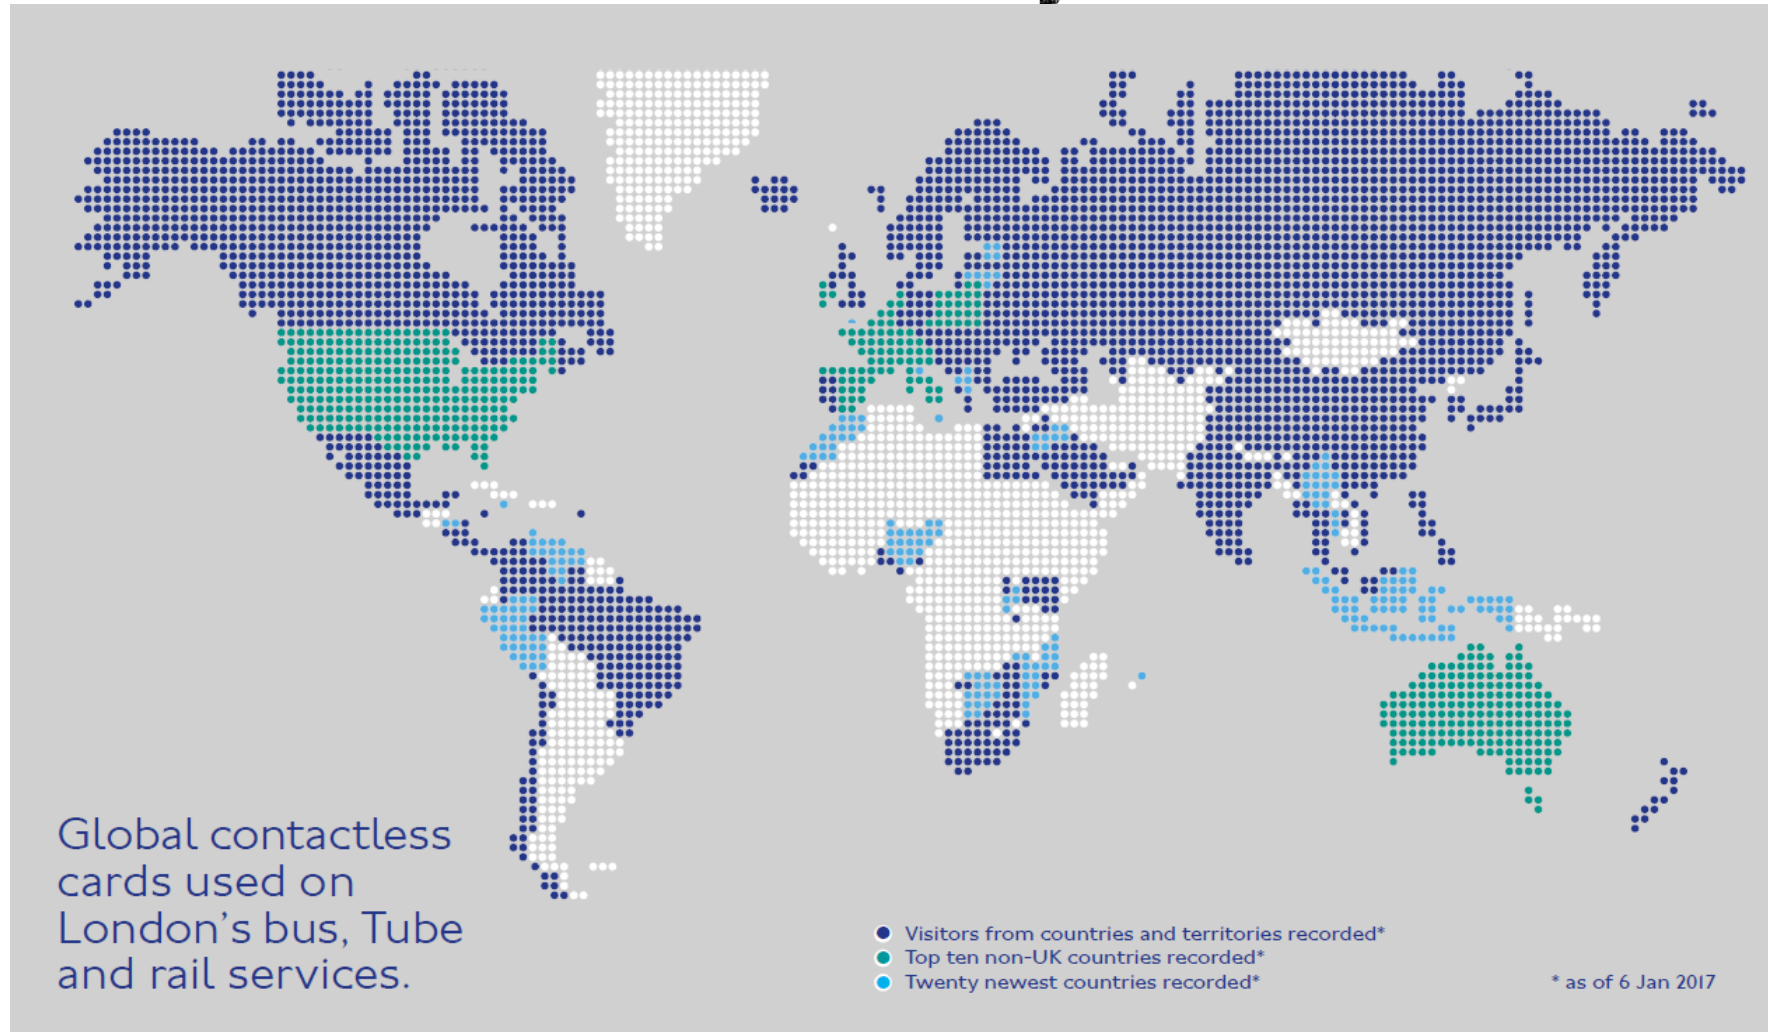 Global contactless
cards used on
London's bus, Tube
and rail services.
Visitors from countries and territories recorded*
Top ten non-UK countries recorded*
Twenty newest countries recorded*
* as of 6 Jan 2017